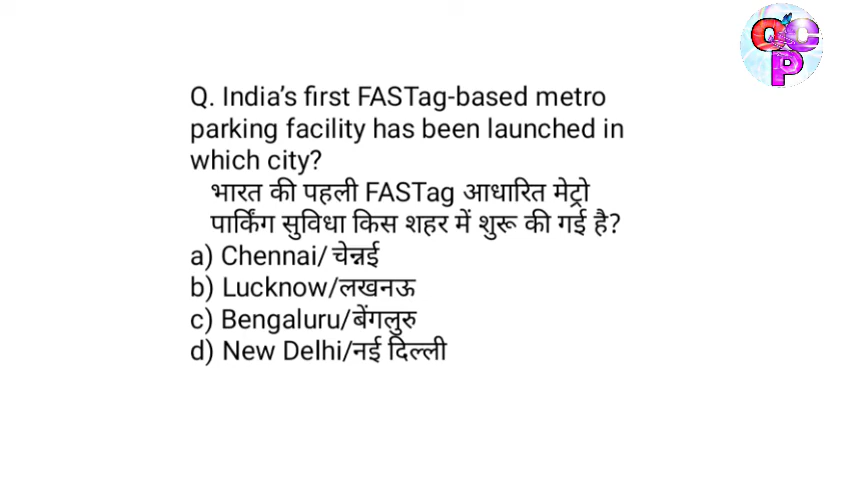 QC
P
Q. India's first FASTag-based metro
parking facility has been launched in
which city?
भारत की पहली FASTag आधारित मेट्रो
पार्किंग सुविधा किस शहर में शुरू की गई है?
a) Chennai/ चेन्नई
b) Lucknow/लखनऊ
c) Bengaluru/बेंगलुरु
d) New Delhi/नई दिल्ली